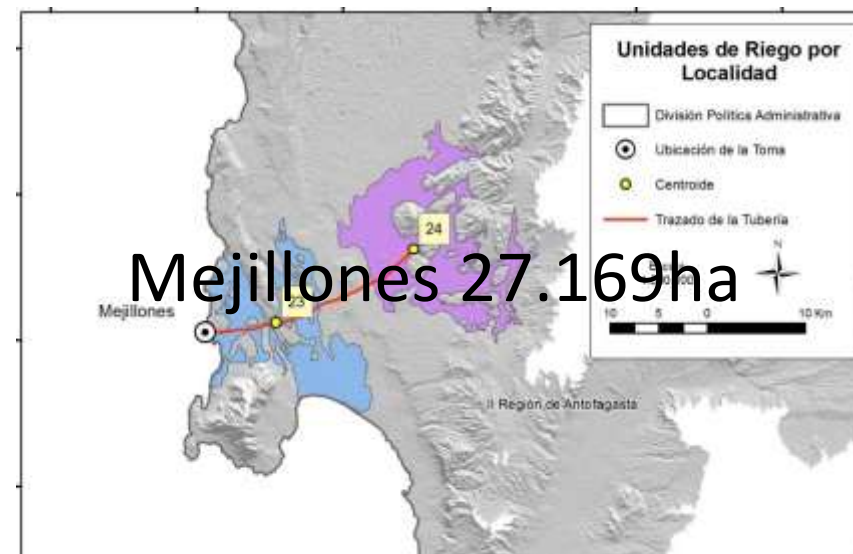 Unidades de Riego por
Localidad
División Política Administrativa
Ubicación de la Toma
Centroide
Trazado de la Tubería
N
24
Mejillones 27.169ha
23
Mejillones
10 5 0 10 Km
II Región de Antofagasta